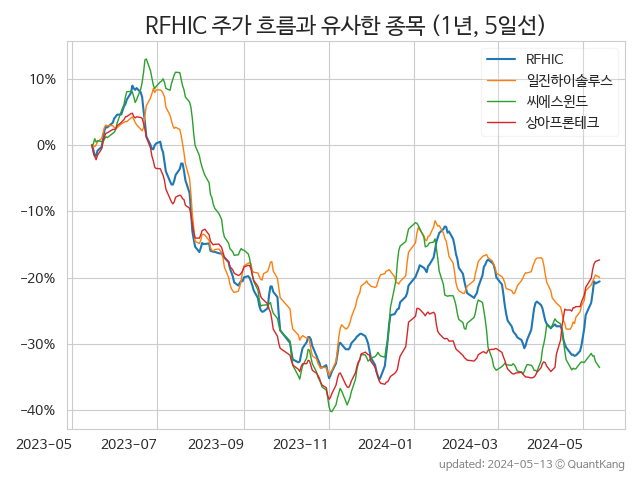 RFHIC 주가 흐름과 유사한 종목 (1년, 5일선)
RFHIC
일진하이솔루스
씨에스윈드
상아프론테크
10%
0%
−10%
−20%
−30%
−40%
2023-05 2023-07 2023-09 2023-11 2024-01 2024-03 2024-05
updated: 2024-05-13 © QuantKang